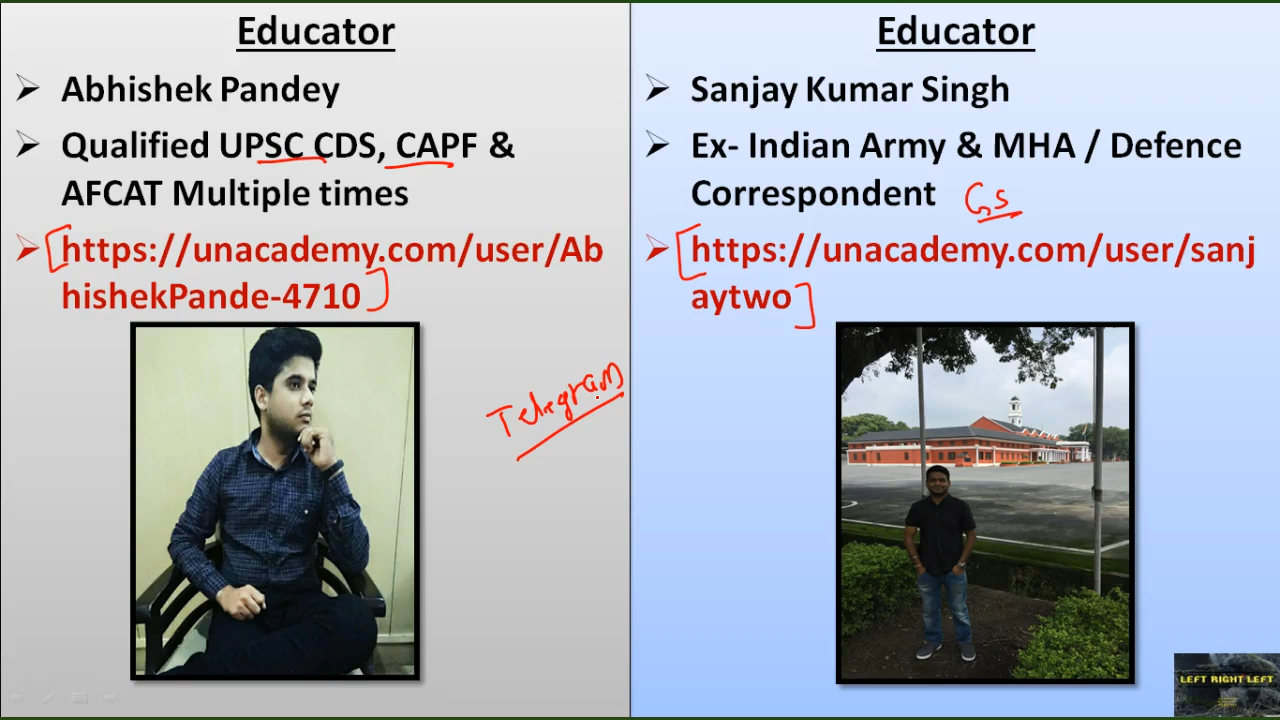 Educator
Abhishek Pandey
Qualified UPSC CDS, CAPF &
AFCAT Multiple times
https://unacademy.com/user/Ab
hishekPande-4710
Telegram
Educator
Sanjay Kumar Singh
Ex- Indian Army & MHA / Defence
Correspondent GS
https://unacademy.com/user/sanj
aytwo
LEFT RIGHT LEFT